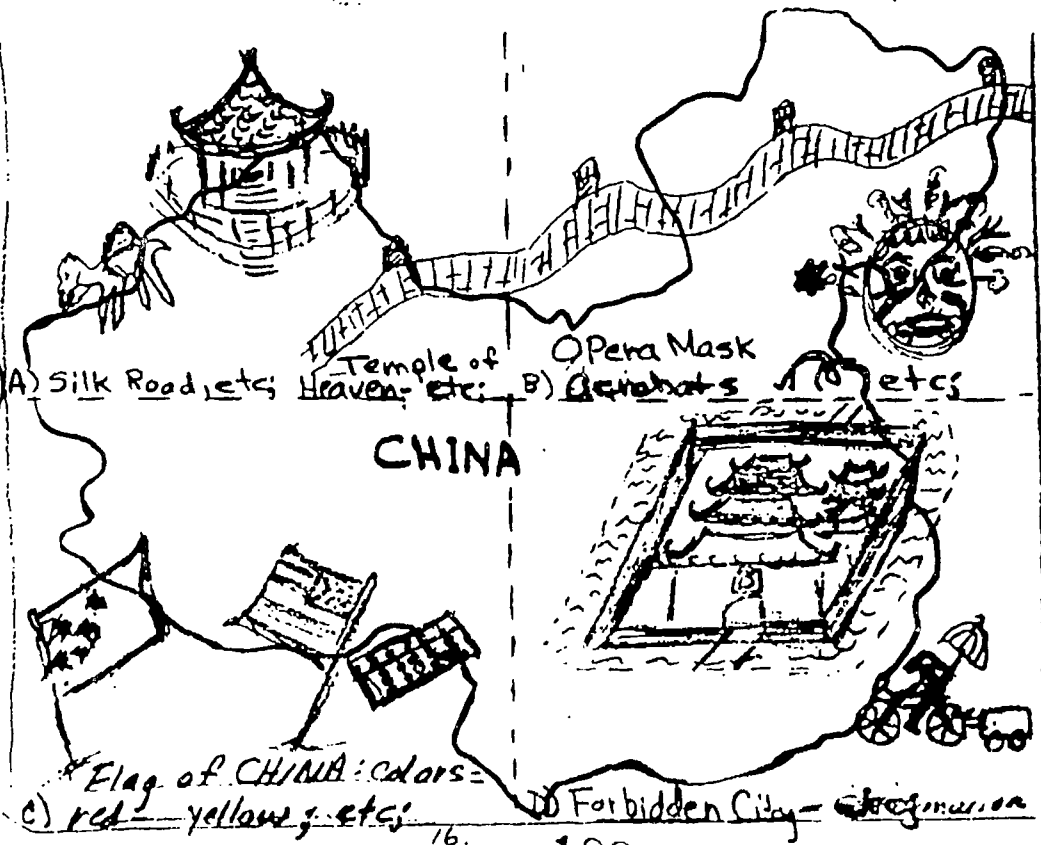 Temple of
A) Silk Road, etc; Heaven- etc;
OPera Mask
B) Acrobats etc;
CHINA
Flag of CHINA: colors=
C) red - yellow; etc;
D) Forbidden City -
16.